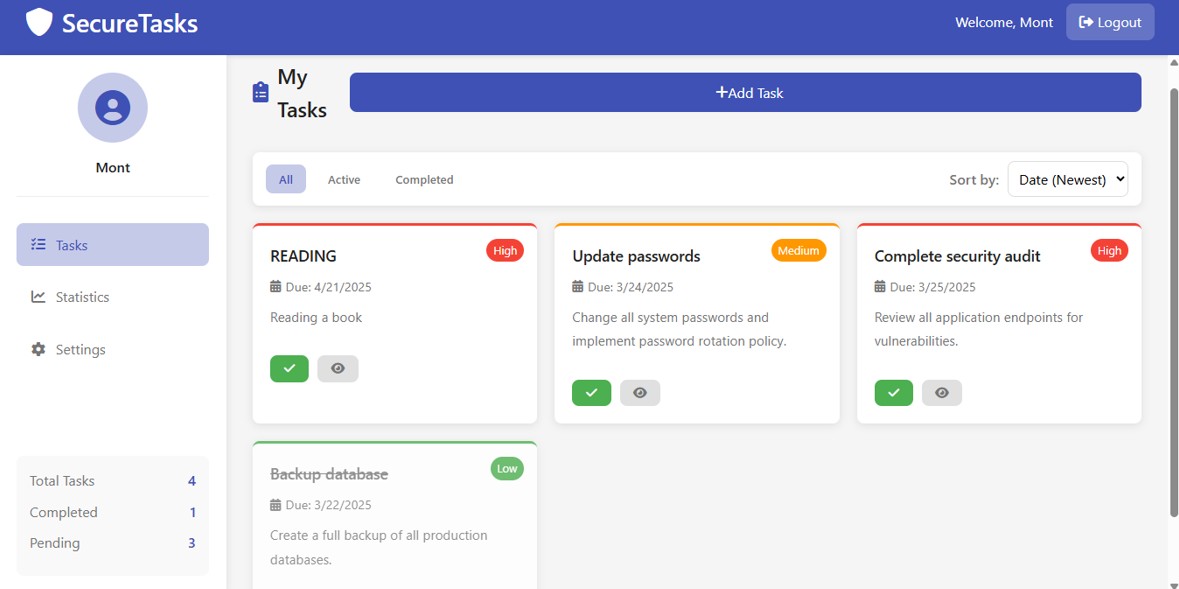 SecureTasks
Welcome, Mont
Logout
Mont
Tasks
Statistics
Settings
Total Tasks 4
Completed 1
Pending 3
My
Tasks
+Add Task
All Active Completed
Sort by: Date (Newest)
READING
High
Due: 4/21/2025
Reading a book
Update passwords
Medium
Due: 3/24/2025
Change all system passwords and
implement password rotation policy.
Complete security audit
High
Due: 3/25/2025
Review all application endpoints for
vulnerabilities.
Backup database
Low
Due: 3/22/2025
Create a full backup of all production
databases.